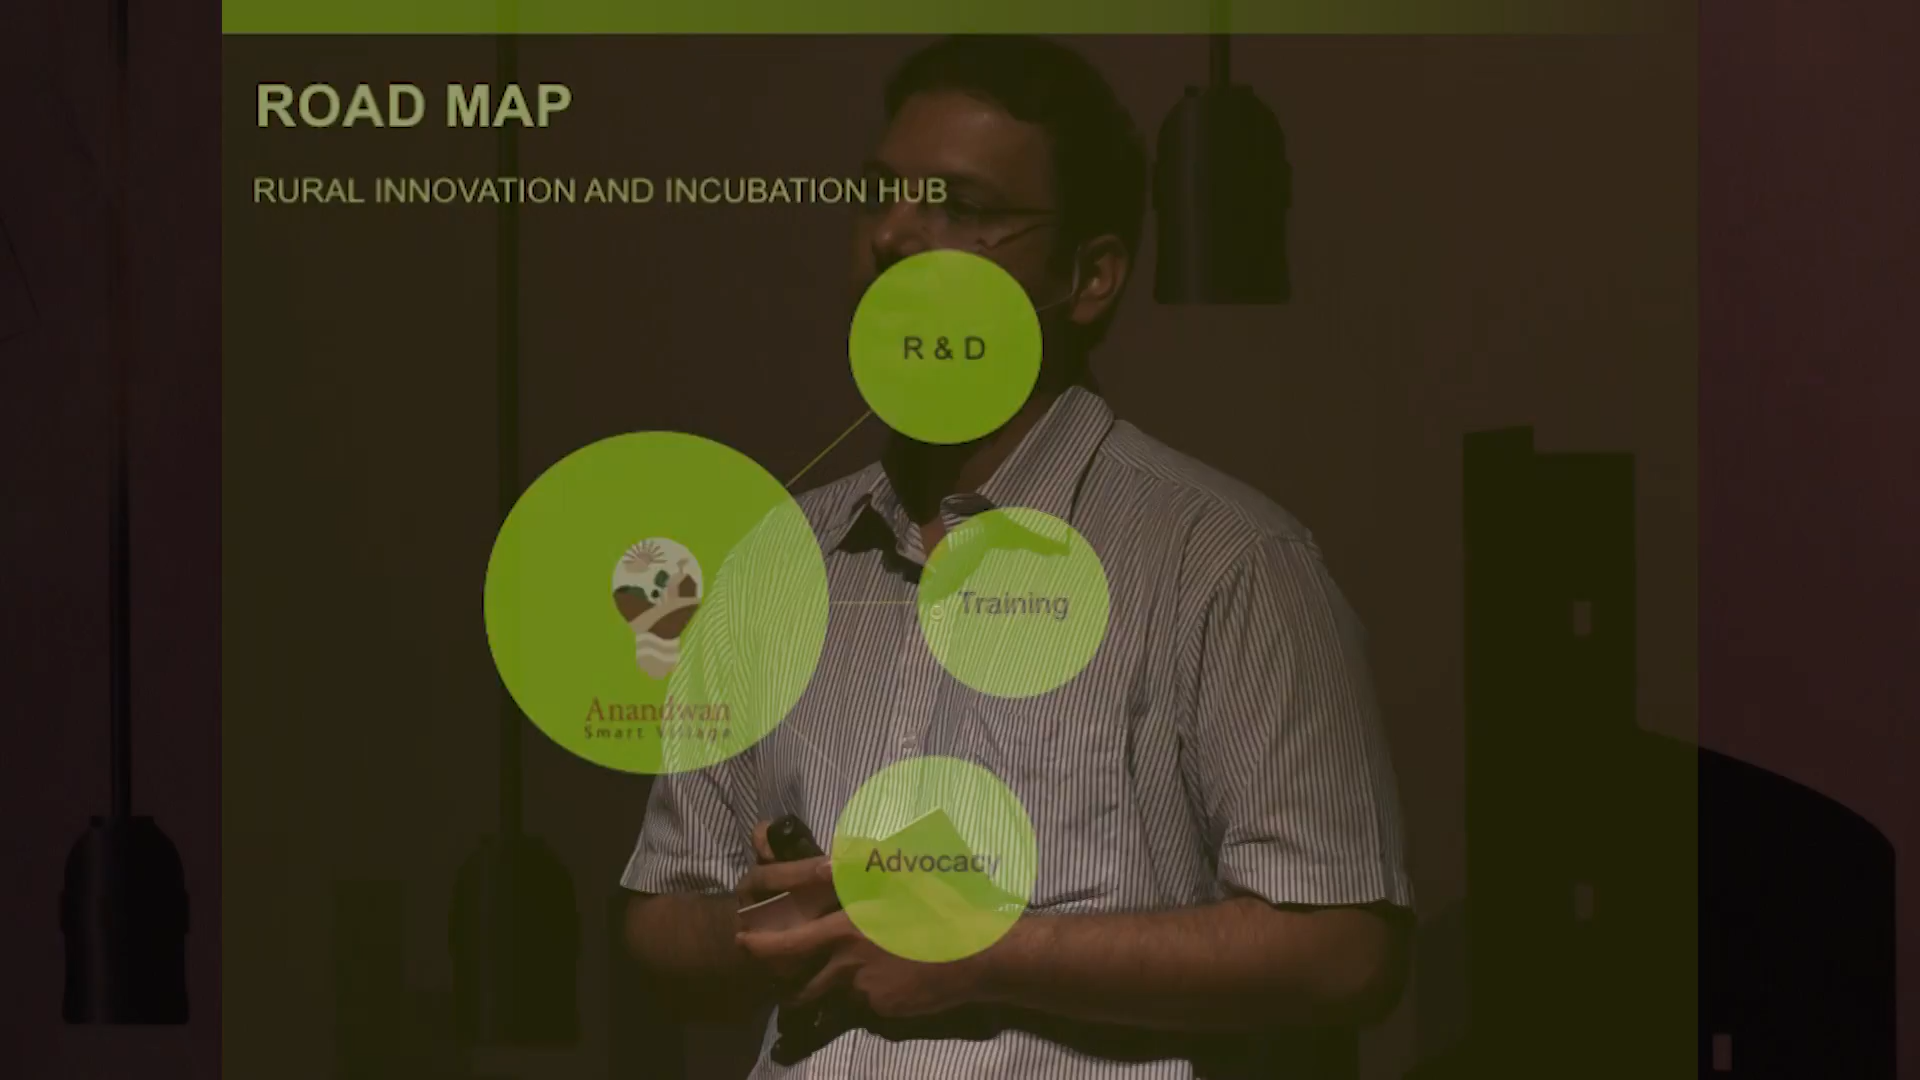 ROAD MAP
RURAL INNOVATION AND INCUBATION HUB
R & D
Training
Anandwan
Smart Village
Advocacy